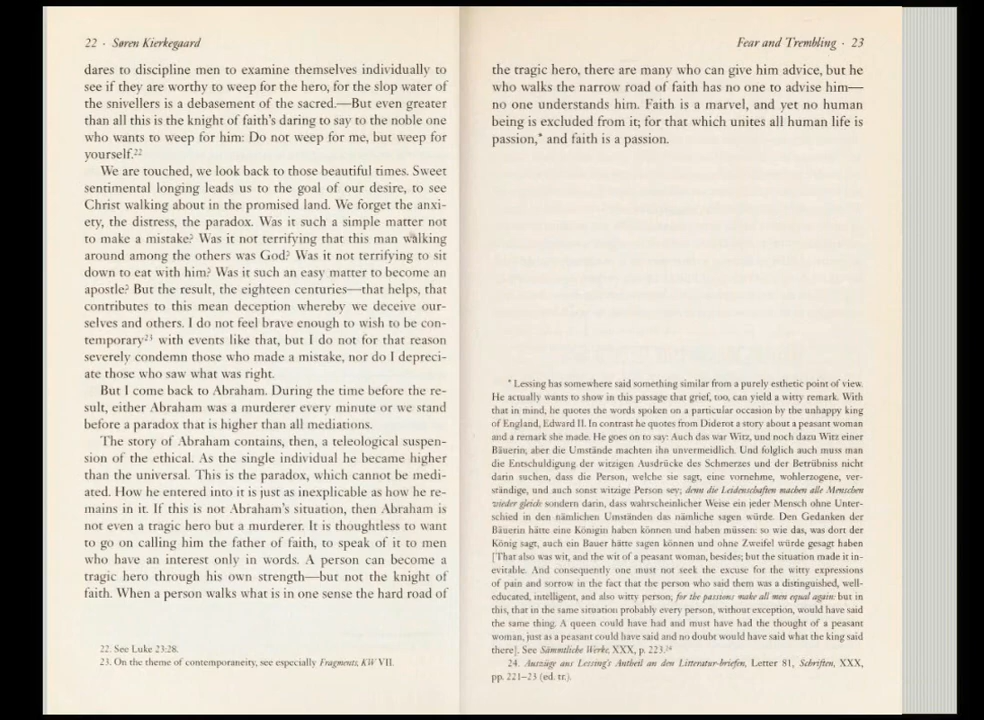 22 · Søren Kierkegaard
dares to discipline men to examine themselves individually to
see if they are worthy to weep for the hero, for the slop water of
the snivellers is a debasement of the sacred.—But even greater
than all this is the knight of faith's daring to say to the noble one
who wants to weep for him: Do not weep for me, but weep for
yourself.22
We are touched, we look back to those beautiful times. Sweet
sentimental longing leads us to the goal of our desire, to see
Christ walking about in the promised land. We forget the anxi-
ety, the distress, the paradox. Was it such a simple matter not
to make a mistake? Was it not terrifying that this man walking
around among the others was God? Was it not terrifying to sit
down to eat with him? Was it such an easy matter to become an
apostle? But the result, the eighteen centuries—that helps, that
contributes to this mean deception whereby we deceive our-
selves and others. I do not feel brave enough to wish to be con-
temporary23 with events like that, but I do not for that reason
severely condemn those who made a mistake, nor do I depreci-
ate those who saw what was right.
But I come back to Abraham. During the time before the re-
sult, either Abraham was a murderer every minute or we stand
before a paradox that is higher than all mediations.
The story of Abraham contains, then, a teleological suspen-
sion of the ethical. As the single individual he became higher
than the universal. This is the paradox, which cannot be medi-
ated. How he entered into it is just as inexplicable as how he re-
mains in it. If this is not Abraham's situation, then Abraham is
not even a tragic hero but a murderer. It is thoughtless to want
to go on calling him the father of faith, to speak of it to men
who have an interest only in words. A person can become a
tragic hero through his own strength—but not the knight of
faith. When a person walks what is in one sense the hard road of
22. See Luke 23:28.
23. On the theme of contemporaneity, see especially Fragments, KW VII.
Fear and Trembling · 23
the tragic hero, there are many who can give him advice, but he
who walks the narrow road of faith has no one to advise him—
no one understands him. Faith is a marvel, and yet no human
being is excluded from it; for that which unites all human life is
passion,* and faith is a passion.
* Lessing has somewhere said something similar from a purely esthetic point of view.
He actually wants to show in this passage that grief, too, can yield a witty remark. With
that in mind, he quotes the words spoken on a particular occasion by the unhappy king
of England, Edward II. In contrast he quotes from Diderot a story about a peasant woman
and a remark she made. He goes on to say: Auch das war Witz, und noch dazu Witz einer
Bäuerin; aber die Umstände machten ihn unvermeidlich. Und folglich auch muss man
die Entschuldigung der witzigen Ausdrücke des Schmerzes und der Betrübniss nicht
darin suchen, dass die Person, welche sie sagt, eine vornehme, wohlerzogene, ver-
ständige, und auch sonst witzige Person sey; denn die Leidenschaften machen alle Menschen
wieder gleich: sondern darin, dass wahrscheinlicher Weise ein jeder Mensch ohne Unter-
schied in den nämlichen Umständen das nämliche sagen würde. Den Gedanken der
Bäuerin hätte eine Königin haben können und haben müssen: so wie das, was dort der
König sagt, auch ein Bauer hätte sagen können und ohne Zweifel würde gesagt haben
[That also was wit, and the wit of a peasant woman, besides; but the situation made it in-
evitable. And consequently one must not seek the excuse for the witty expressions
of pain and sorrow in the fact that the person who said them was a distinguished, well-
educated, intelligent, and also witty person; for the passions make all men equal again: but in
this, that in the same situation probably every person, without exception, would have said
the same thing. A queen could have had and must have had the thought of a peasant
woman, just as a peasant could have said and no doubt would have said what the king said
there]. See Sämmtliche Werke, XXX, p. 223.24
24. Auszüge aus Lessing's Antheil an den Litteratur-briefen, Letter 81, Schriften, XXX,
pp. 221–23 (ed. tr.).